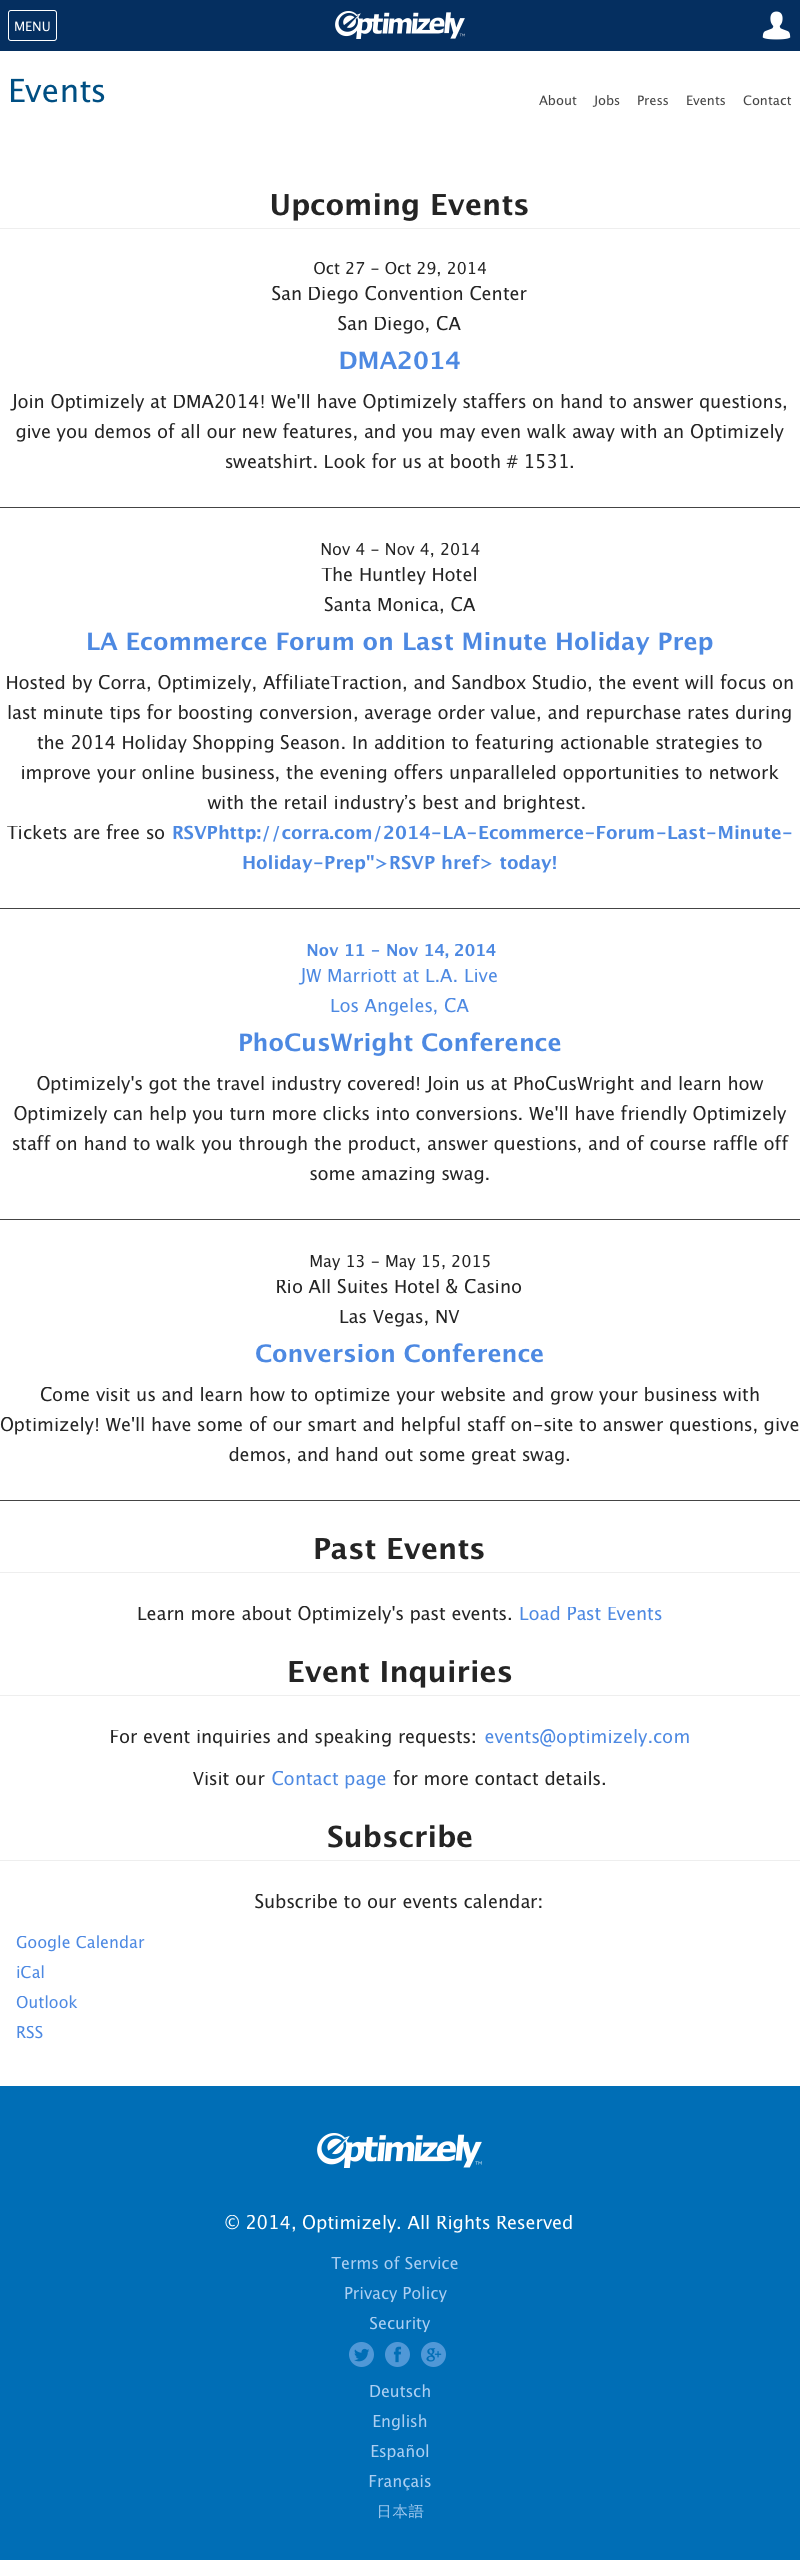 MENU
Optimizely
Events
About Jobs Press Events Contact
Upcoming Events
Oct 27 - Oct 29, 2014
San Diego Convention Center
San Diego, CA
DMA2014
Join Optimizely at DMA2014! We'll have Optimizely staffers on hand to answer questions,
give you demos of all our new features, and you may even walk away with an Optimizely
sweatshirt. Look for us at booth # 1531.
Nov 4 - Nov 4, 2014
The Huntley Hotel
Santa Monica, CA
LA Ecommerce Forum on Last Minute Holiday Prep
Hosted by Corra, Optimizely, AffiliateTraction, and Sandbox Studio, the event will focus on
last minute tips for boosting conversion, average order value, and repurchase rates during
the 2014 Holiday Shopping Season. In addition to featuring actionable strategies to
improve your online business, the evening offers unparalleled opportunities to network
with the retail industry’s best and brightest.
Tickets are free so RSVPhttp://corra.com/2014-LA-Ecommerce-Forum-Last-Minute-
Holiday-Prep">RSVP href> today!
Nov 11 - Nov 14, 2014
JW Marriott at L.A. Live
Los Angeles, CA
PhoCusWright Conference
Optimizely's got the travel industry covered! Join us at PhoCusWright and learn how
Optimizely can help you turn more clicks into conversions. We'll have friendly Optimizely
staff on hand to walk you through the product, answer questions, and of course raffle off
some amazing swag.
May 13 - May 15, 2015
Rio All Suites Hotel & Casino
Las Vegas, NV
Conversion Conference
Come visit us and learn how to optimize your website and grow your business with
Optimizely! We'll have some of our smart and helpful staff on-site to answer questions, give
demos, and hand out some great swag.
Past Events
Learn more about Optimizely's past events. Load Past Events
Event Inquiries
For event inquiries and speaking requests: events@optimizely.com
Visit our Contact page for more contact details.
Subscribe
Subscribe to our events calendar:
Google Calendar
iCal
Outlook
RSS
Optimizely™
© 2014, Optimizely. All Rights Reserved
Terms of Service
Privacy Policy
Security
Deutsch
English
Español
Français
日本語